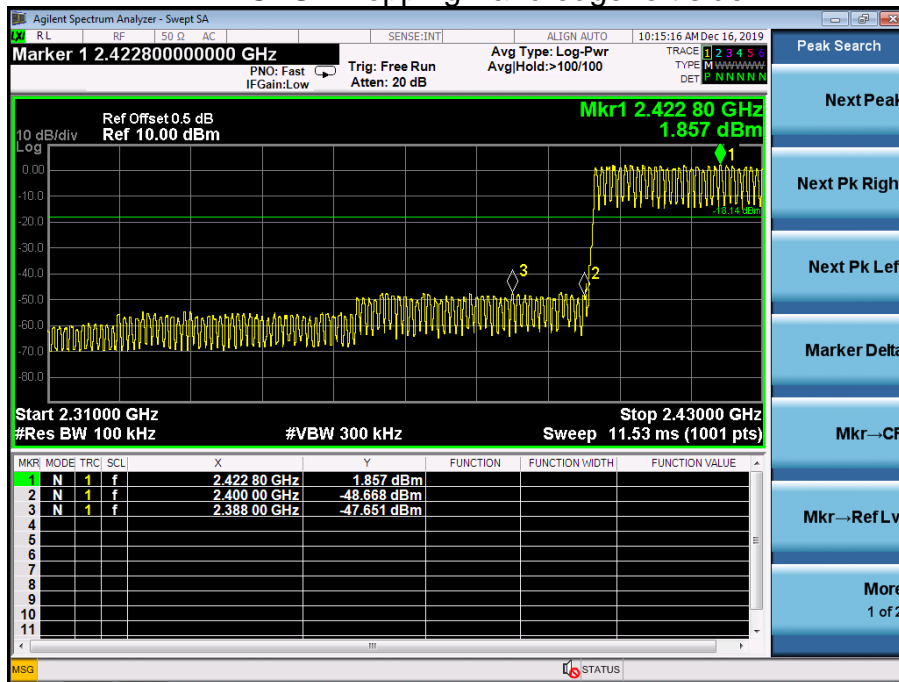 Agilent Spectrum Analyzer - Swept SA
LXI RL RF 50 Ω AC SENSE:INT ALIGN AUTO 10:15:16 AM Dec 16, 2019
Marker 1 2.422800000000 GHz
PNO: Fast
IFGain:Low
Trig: Free Run
Atten: 20 dB
Avg Type: Log-Pwr
Avg|Hold:>100/100
TRACE 1 2 3 4 5 6
TYPE M WWWWW
DET P N N N N N
Peak Search
Next Peak
Next Pk Righ
Next Pk Lef
Marker Delta
Mkr→CF
Mkr→Ref Lv
More
1 of 2
Ref Offset 0.5 dB
10 dB/div Ref 10.00 dBm
Log
Mkr1 2.422 80 GHz
1.857 dBm
0.00
-10.0
-20.0
-30.0
-40.0
-50.0
-60.0
-70.0
-80.0
1
-18.14 dBm
3
2
Start 2.31000 GHz Stop 2.43000 GHz
#Res BW 100 kHz #VBW 300 kHz Sweep 11.53 ms (1001 pts)
MKR MODE TRC SCL X Y FUNCTION FUNCTION WIDTH FUNCTION VALUE
1 N 1 f 2.422 80 GHz 1.857 dBm
2 N 1 f 2.400 00 GHz -48.668 dBm
3 N 1 f 2.388 00 GHz -47.651 dBm
4
5
6
7
8
9
10
11
MSG STATUS